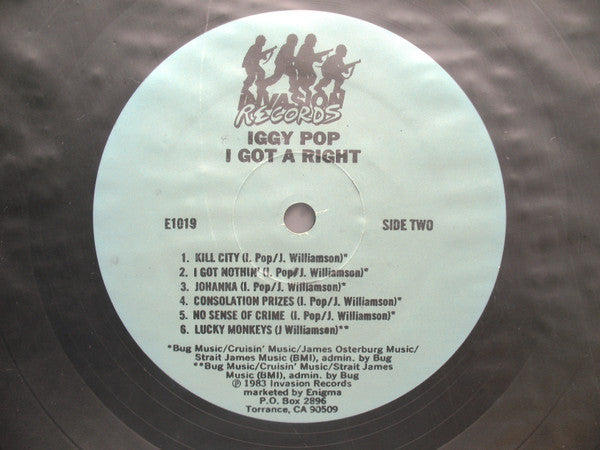 INVASION
RECORDS
IGGY POP
I GOT A RIGHT
E1019
SIDE TWO
1. KILL CITY (I. Pop/J. Williamson)*
2. I GOT NOTHIN' (I. Pop/J. Williamson)*
3. JOHANNA (I. Pop/J. Williamson)*
4. CONSOLATION PRIZES (I. Pop/J. Williamson)*
5. NO SENSE OF CRIME (I. Pop/J. Williamson)*
6. LUCKY MONKEYS (J Williamson)**
*Bug Music/Cruisin' Music/James Osterburg Music/
Strait James Music (BMI), admin. by Bug
**Bug Music/Cruisin' Music/Strait James
Music (BMI), admin. by Bug
℗ 1983 Invasion Records
marketed by Enigma
P.O. Box 2896
Torrance, CA 90509